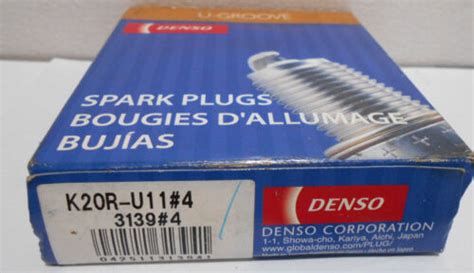 U-GROOVE
DENSO
SPARK PLUGS
BOUGIES D'ALLUMAGE
BUJÍAS
K20R-U11#4
3139#4
DENSO
DENSO CORPORATION
1-1, Showa-cho, Kariya, Aichi, Japan
www.globaldenso.com/PLUG/